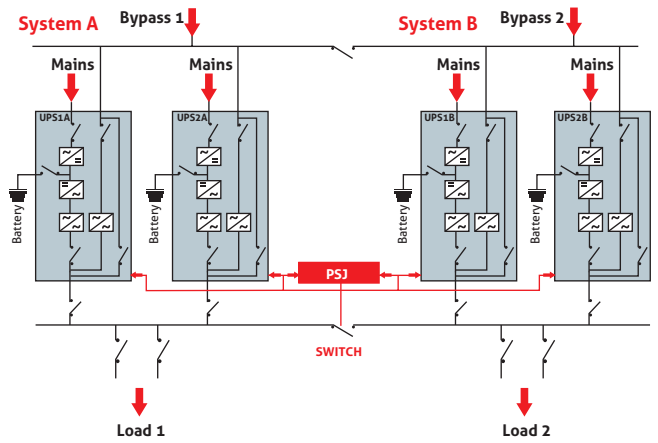 System A
Bypass 1
System B
Bypass 2
Mains
Mains
Mains
Mains
UPS1A
UPS2A
UPS1B
UPS2B
Battery
Battery
Battery
Battery
PSJ
SWITCH
Load 1
Load 2